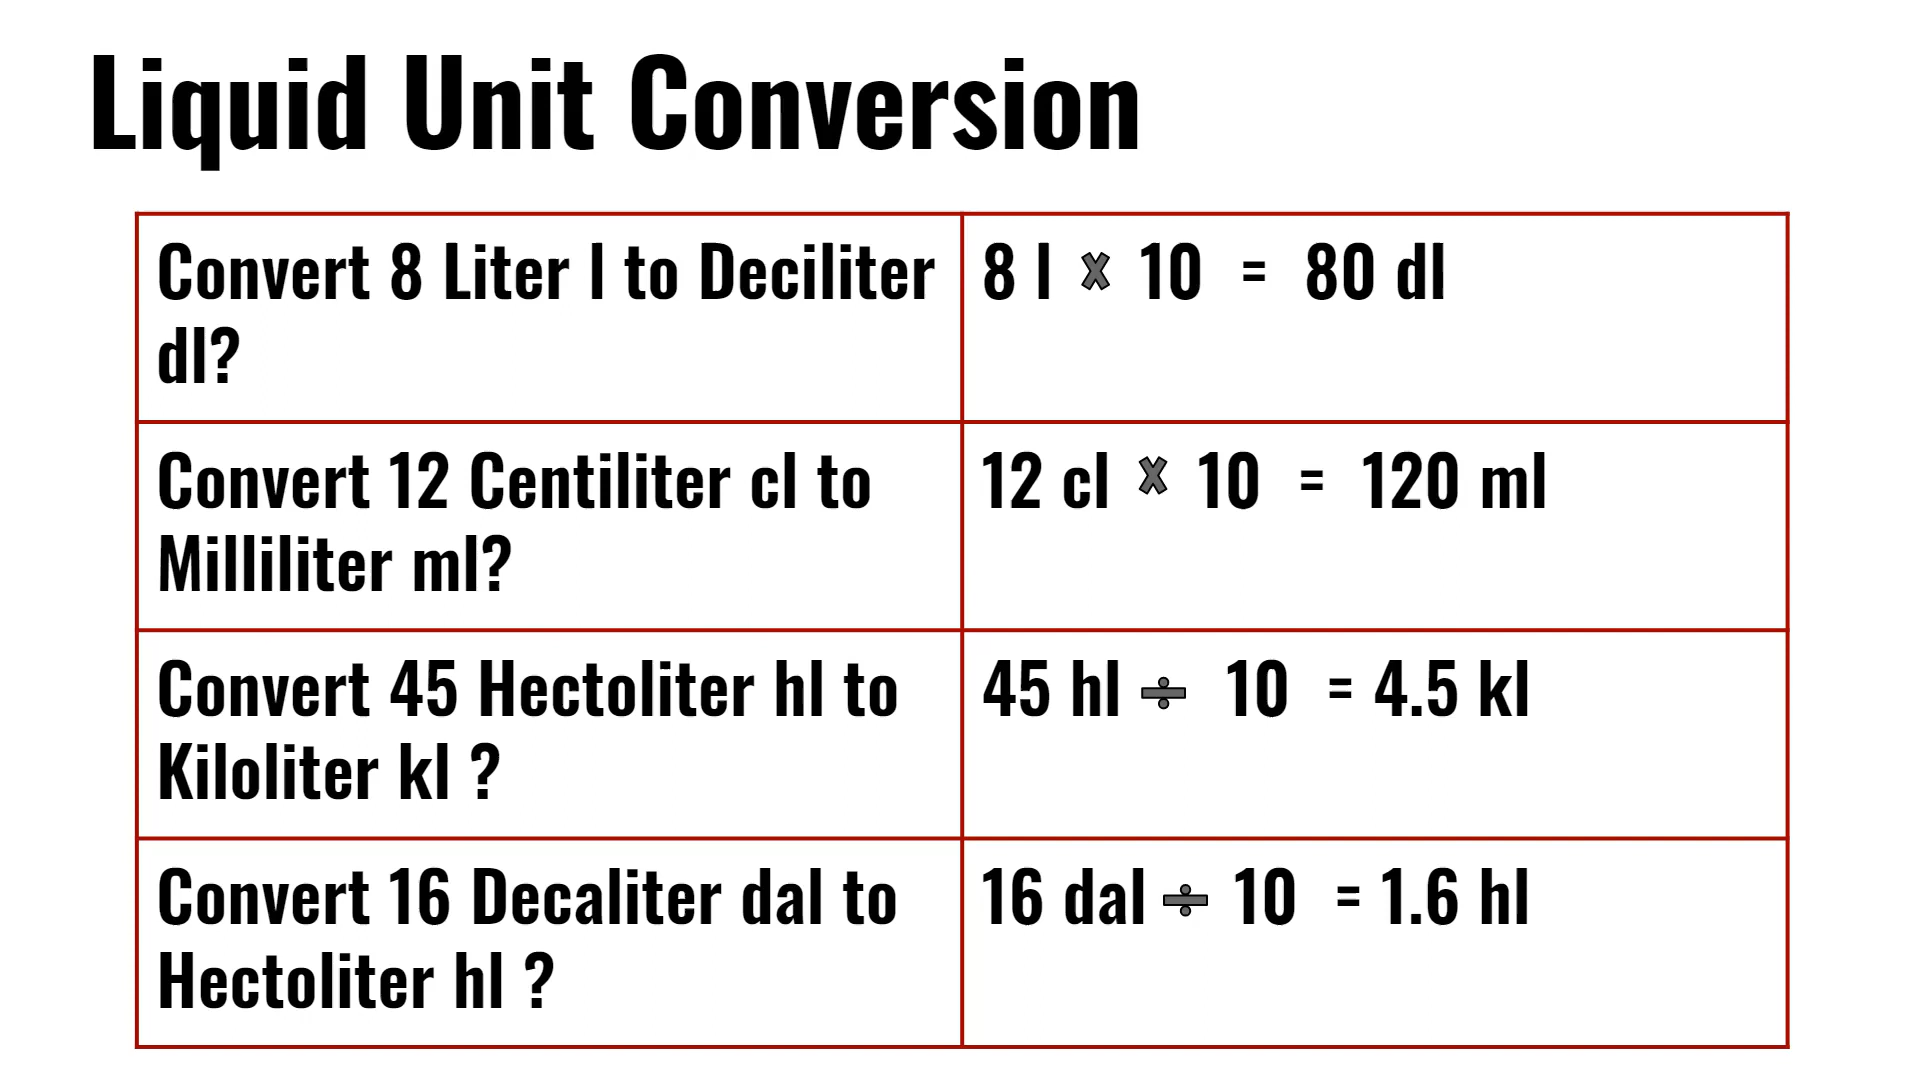 Liquid Unit Conversion
Convert 8 Liter l to Deciliter
dl?
8 l × 10 = 80 dl
Convert 12 Centiliter cl to
Milliliter ml?
12 cl × 10 = 120 ml
Convert 45 Hectoliter hl to
Kiloliter kl ?
45 hl ÷ 10 = 4.5 kl
Convert 16 Decaliter dal to
Hectoliter hl ?
16 dal ÷ 10 = 1.6 hl